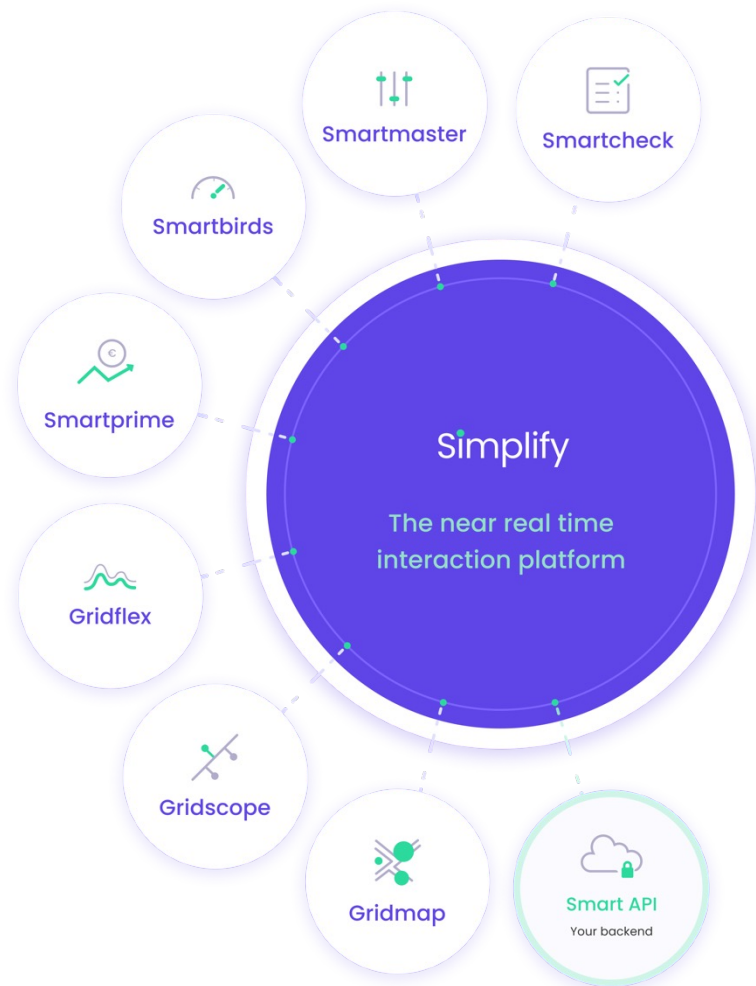 Smartmaster
Smartcheck
Smartbirds
Smartprime
€
Simplify
The near real time
interaction platform
Gridflex
Gridscope
Gridmap
Smart API
Your backend